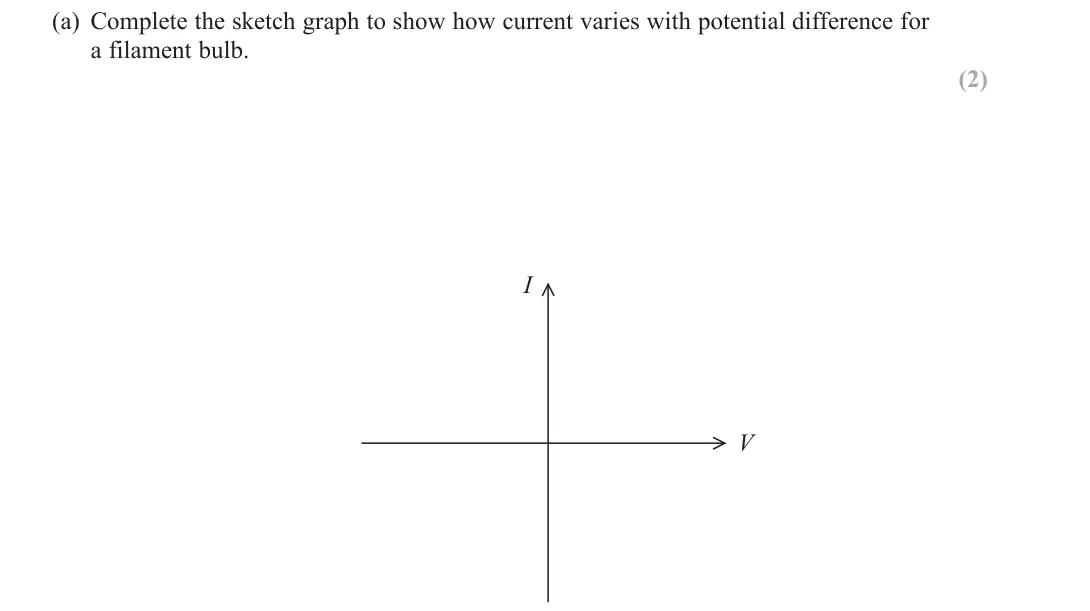 (a) Complete the sketch graph to show how current varies with potential difference for
a filament bulb.
(2)
I
V